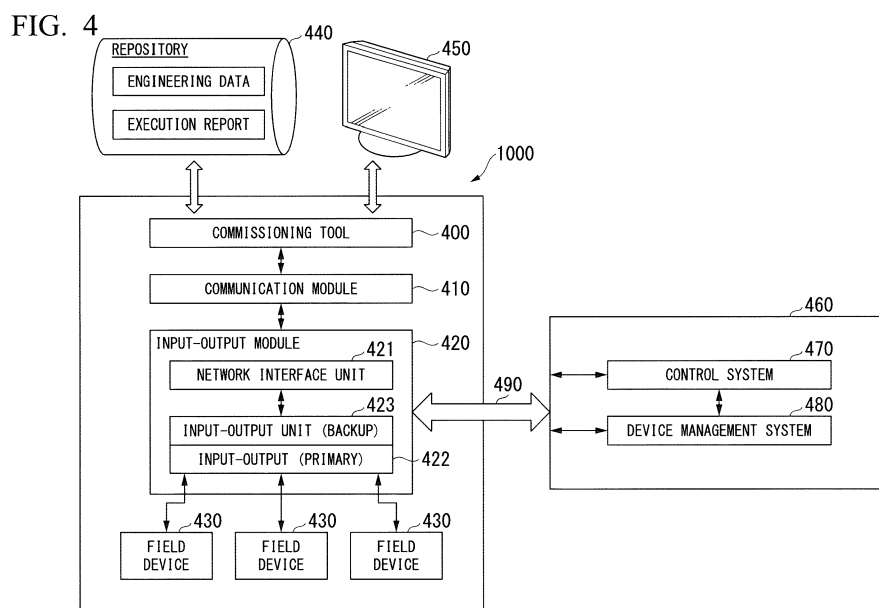 FIG. 4
REPOSITORY
440
450
ENGINEERING DATA
EXECUTION REPORT
1000
COMMISSIONING TOOL
400
COMMUNICATION MODULE
410
460
INPUT-OUTPUT MODULE
420
421
NETWORK INTERFACE UNIT
470
CONTROL SYSTEM
490
423
INPUT-OUTPUT UNIT (BACKUP)
480
DEVICE MANAGEMENT SYSTEM
INPUT-OUTPUT (PRIMARY)
422
430
430
430
FIELD
DEVICE
FIELD
DEVICE
FIELD
DEVICE